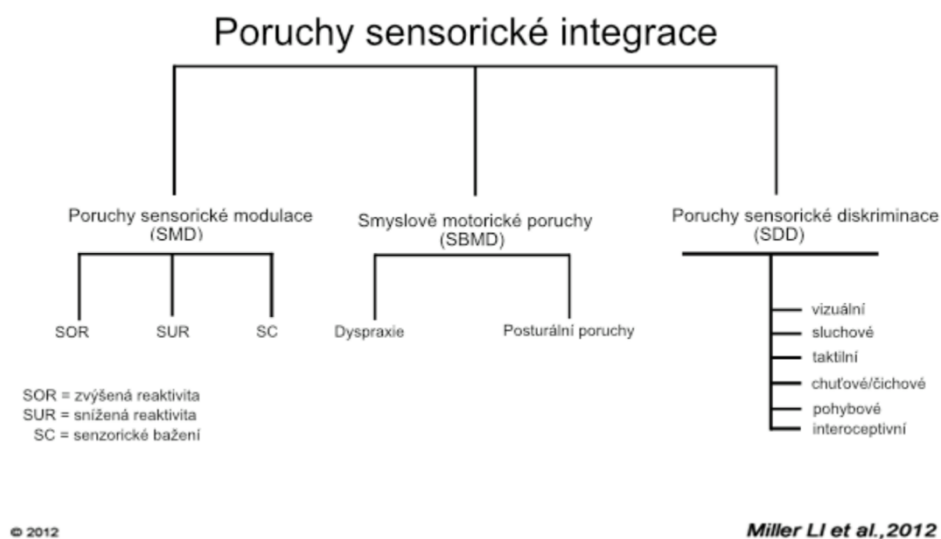 Poruchy sensorické integrace
Poruchy sensorické modulace
(SMD)
Smyslově motorické poruchy
(SBMD)
Poruchy sensorické diskriminace
(SDD)
SOR
SUR
SC
Dyspraxie
Posturální poruchy
vizuální
sluchové
taktilní
chuťové/čichové
pohybové
interoceptivní
SOR = zvýšená reaktivita
SUR = snížená reaktivita
SC = senzorické bažení
© 2012
Miller LI et al.,2012